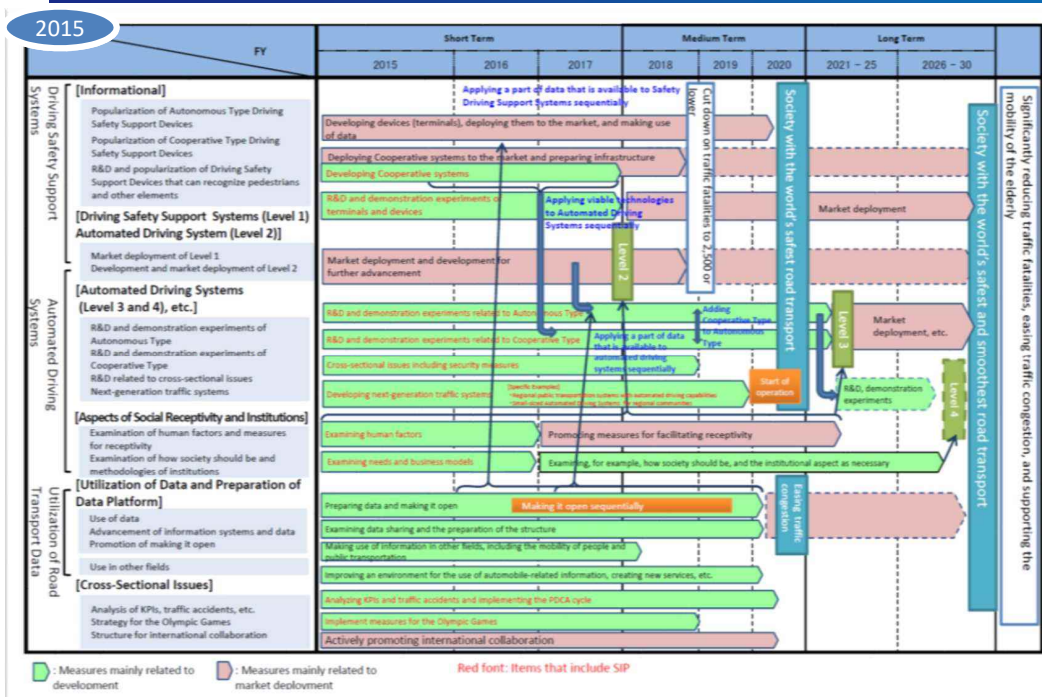 2015
FY
Short Term
Medium Term
Long Term
2015
2016
2017
2018
2019
2020
2021 – 25
2026 – 30
Driving Safety Support
Systems
[Informational]
Popularization of Autonomous Type Driving
Safety Support Devices
Popularization of Cooperative Type Driving
Safety Support Devices
R&D and popularization of Driving Safety
Support Devices that can recognize pedestrians
and other elements
[Driving Safety Support Systems (Level 1)
Automated Driving System (Level 2)]
Market deployment of Level 1
Development and market deployment of Level 2
Automated Driving
Systems
[Automated Driving Systems
(Level 3 and 4), etc.]
R&D and demonstration experiments of
Autonomous Type
R&D and demonstration experiments of
Cooperative Type
R&D related to cross-sectional issues
Next-generation traffic systems
[Aspects of Social Receptivity and Institutions]
Examination of human factors and measures
for receptivity
Examination of how society should be and
methodologies of institutions
Utilization of Road
Transport Data
[Utilization of Data and Preparation of
Data Platform]
Use of data
Advancement of information systems and data
Promotion of making it open
Use in other fields
[Cross-Sectional Issues]
Analysis of KPIs, traffic accidents, etc.
Strategy for the Olympic Games
Structure for international collaboration
Applying a part of data that is available to Safety
Driving Support Systems sequentially
Developing devices (terminals), deploying them to the market, and making use
of data
Deploying Cooperative systems to the market and preparing infrastructure
Developing Cooperative systems
R&D and demonstration experiments of
terminals and devices
Applying viable technologies
to Automated Driving
Systems sequentially
Market deployment
Market deployment and development for
further advancement
Level 2
Cut down on traffic fatalities to 2,500 or
lower
Society with the world's safest road transport
R&D and demonstration experiments related to Autonomous Type
R&D and demonstration experiments related to Cooperative Type
Adding
Cooperative Type
to Autonomous
Type
Applying a part of data
that is available to
automated driving
systems sequentially
Cross-sectional issues including security measures
Developing next-generation traffic systems
[Specific Examples]
•Regional public transportation systems with automated driving capabilities
•Small-sized Automated Driving Systems for regional communities
Start of
operation
Level 3
Market
deployment, etc.
R&D, demonstration
experiments
Level 4
Examining human factors
Promoting measures for facilitating receptivity
Examining needs and business models
Examining, for example, how society should be, and the institutional aspect as necessary
Preparing data and making it open
Making it open sequentially
Easing traffic
congestion
Examining data sharing and the preparation of the structure
Making use of information in other fields, including the mobility of people and
public transportation
Improving an environment for the use of automobile-related information, creating new services, etc.
Analyzing KPIs and traffic accidents and implementing the PDCA cycle
Implement measures for the Olympic Games
Actively promoting international collaboration
Society with the world's safest and smoothest road transport
Significantly reducing traffic fatalities, easing traffic congestion, and supporting the
mobility of the elderly
: Measures mainly related to
development
: Measures mainly related to
market deployment
Red font: Items that include SIP